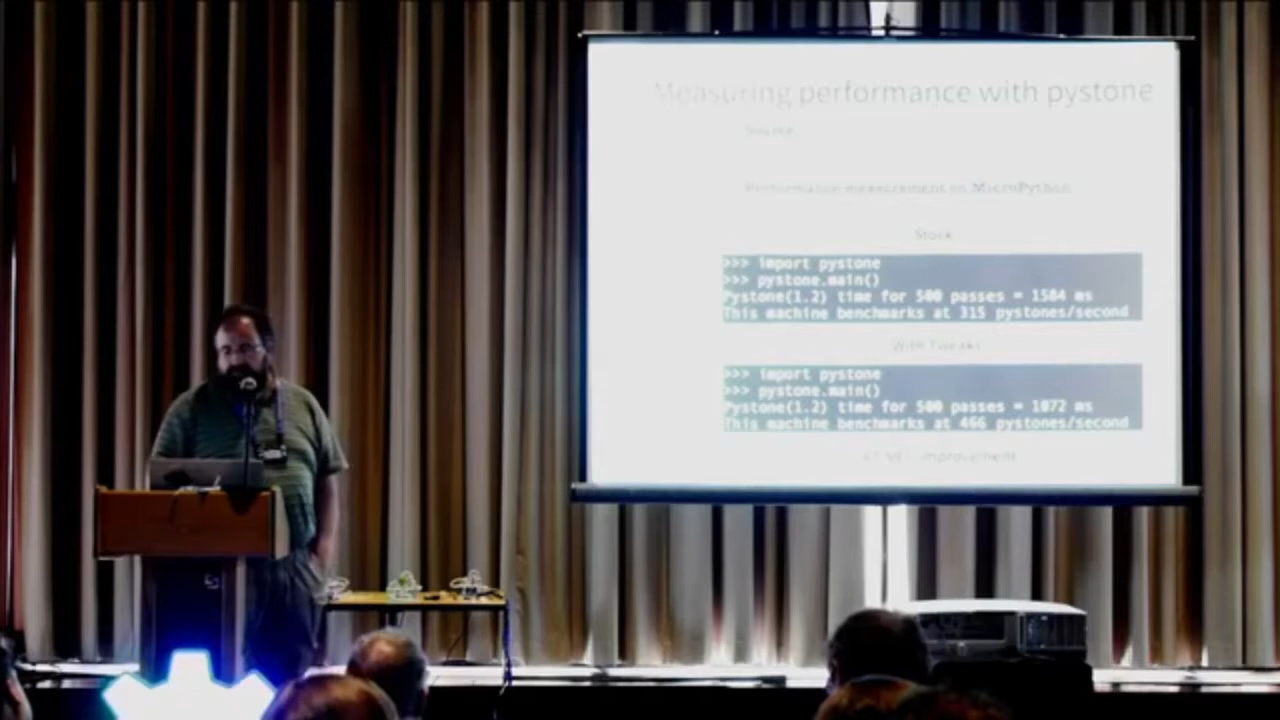 Measuring performance with pystone
Source:
Performance measurement on MicroPython
Stock
>>> import pystone
>>> pystone.main()
Pystone(1.2) time for 500 passes = 1584 ms
This machine benchmarks at 315 pystones/second
With Tweaks
>>> import pystone
>>> pystone.main()
Pystone(1.2) time for 500 passes = 1072 ms
This machine benchmarks at 466 pystones/second
improvement